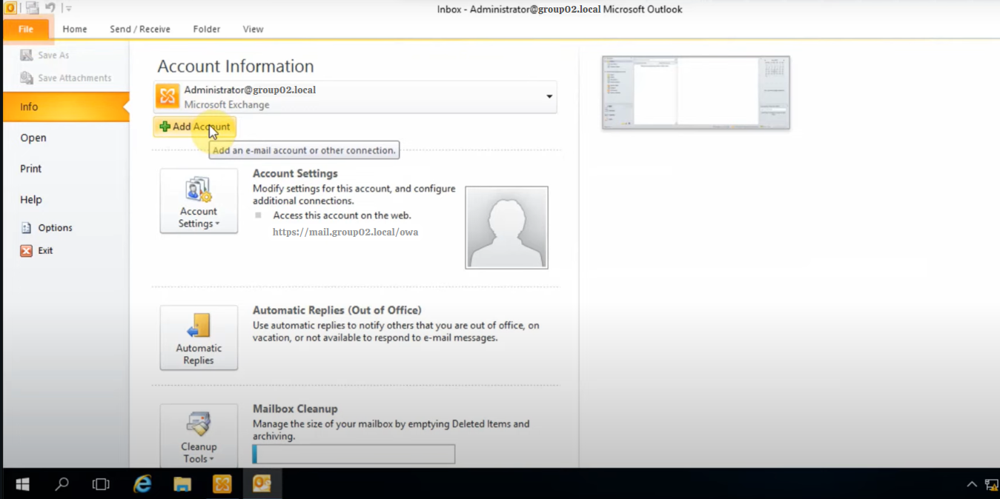 Inbox - Administrator@group02.local Microsoft Outlook
File Home Send / Receive Folder View
Save As
Save Attachments
Info
Open
Print
Help
Options
Exit
Account Information
Administrator@group02.local
Microsoft Exchange
Add Account
Add an e-mail account or other connection.
Account Settings
Account Settings
Modify settings for this account, and configure
additional connections.
Access this account on the web.
https://mail.group02.local/owa
Automatic Replies
Automatic Replies (Out of Office)
Use automatic replies to notify others that you are out of office, on
vacation, or not available to respond to e-mail messages.
Cleanup Tools
Mailbox Cleanup
Manage the size of your mailbox by emptying Deleted Items and
archiving.